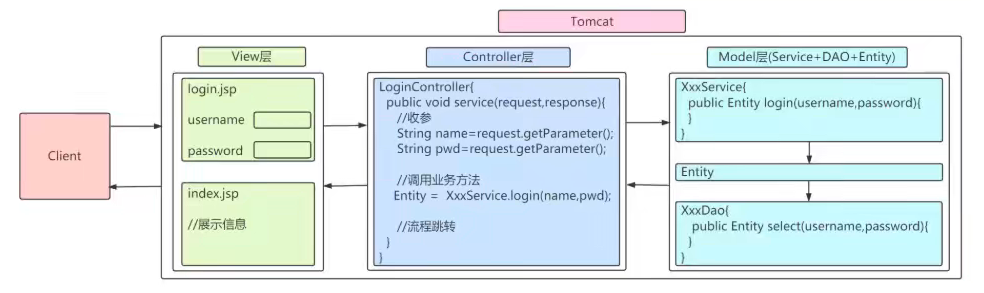 Tomcat
View层
Controller层
Model层(Service+DAO+Entity)
Client
login.jsp
username
password
index.jsp
//展示信息
LoginController{
public void service(request,response){
//收参
String name=request.getParameter();
String pwd=request.getParameter();
//调用业务方法
Entity = XxxService.login(name,pwd);
//流程跳转
}
}
XxxService{
public Entity login(username,password){
}
}
Entity
XxxDao{
public Entity select(username,password){
}
}